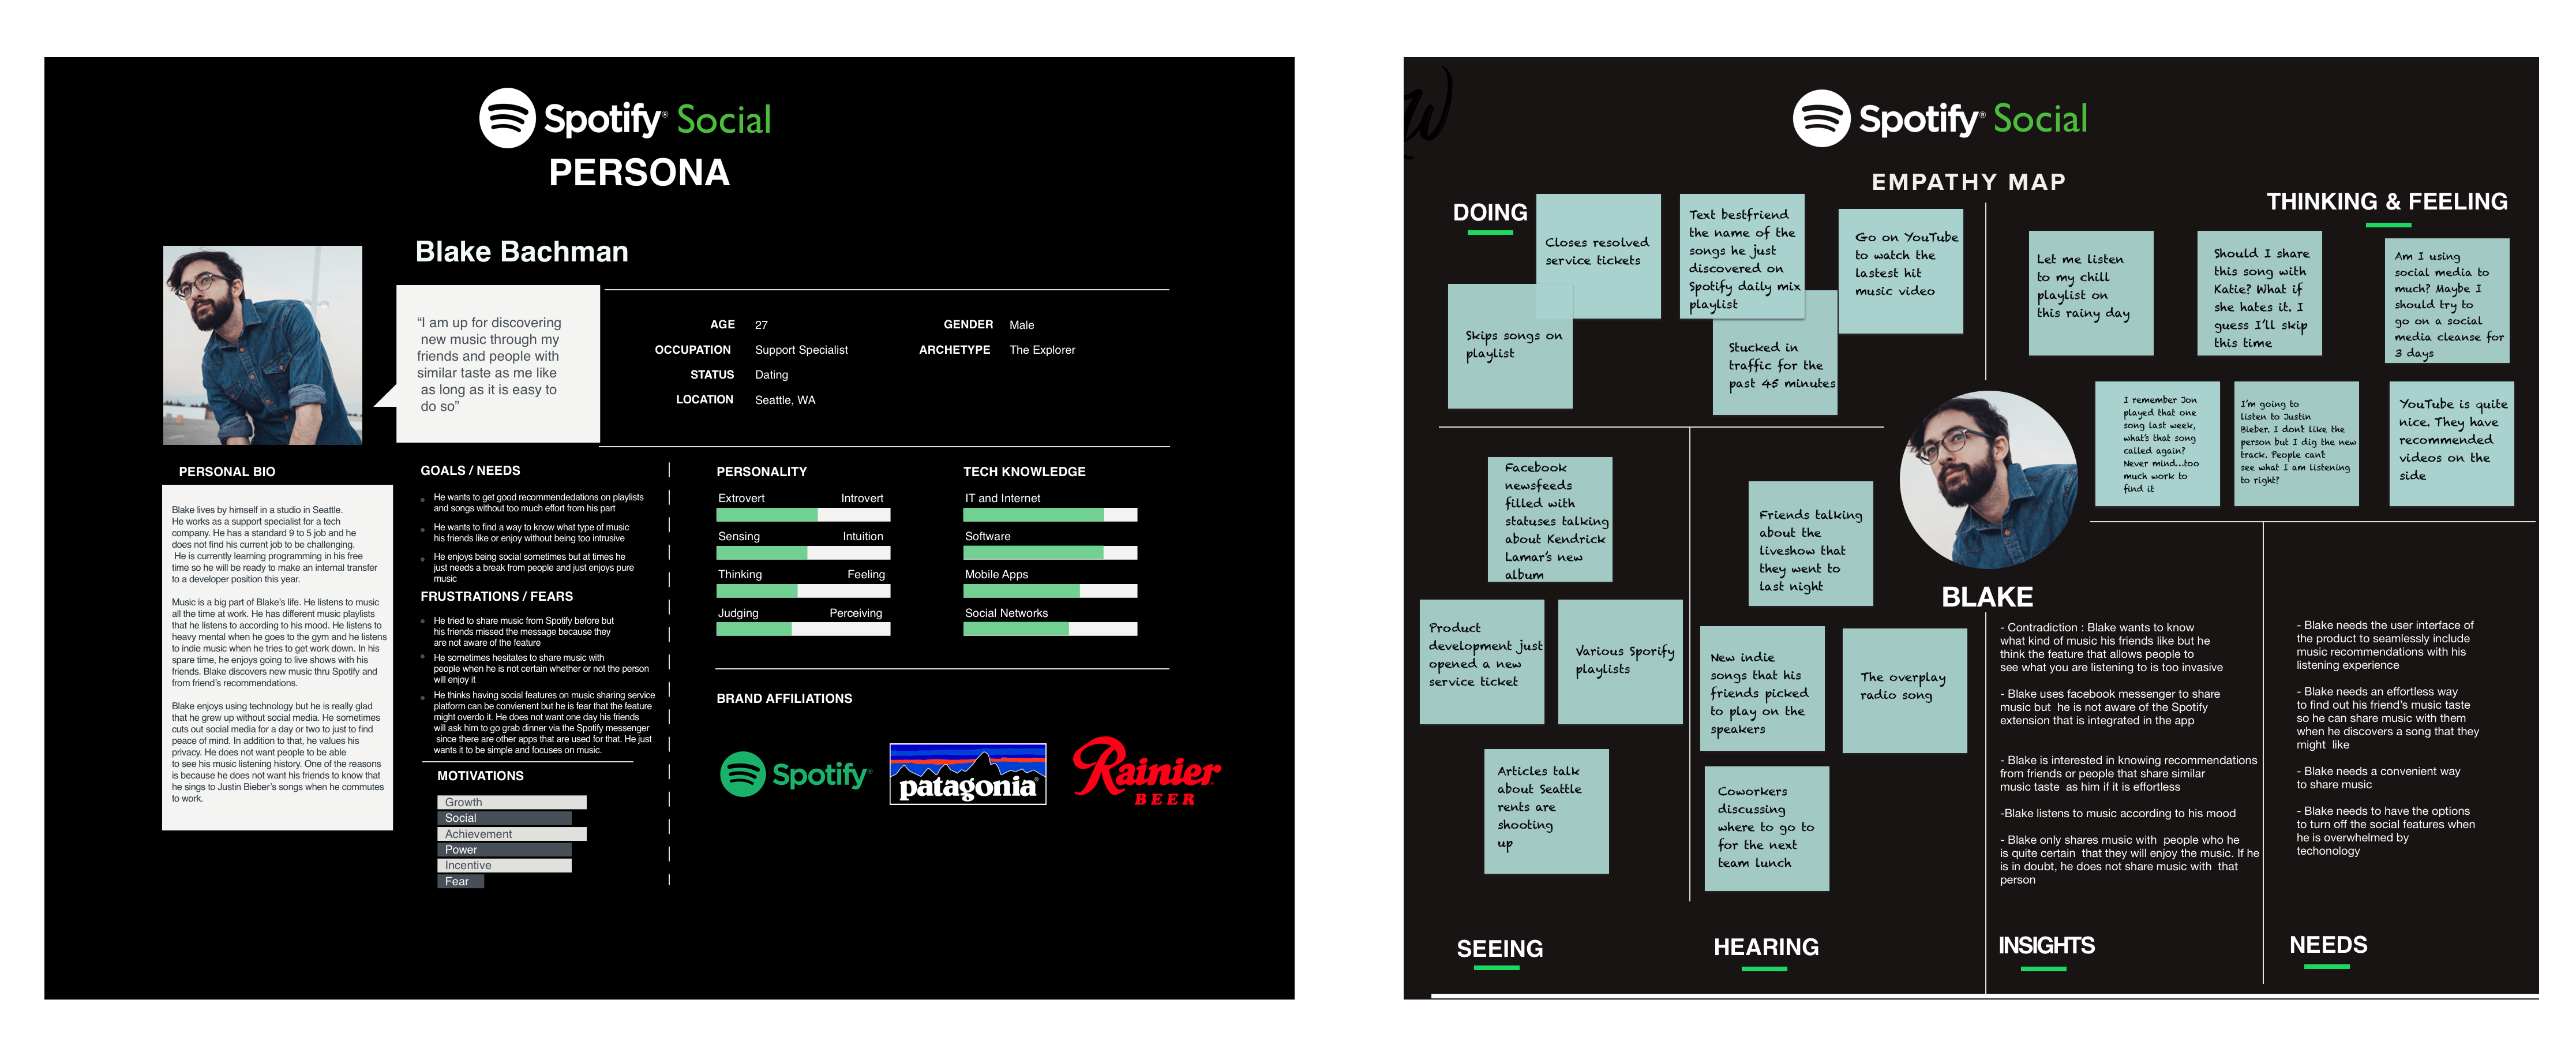 Spotify® Social
PERSONA
Blake Bachman
“I am up for discovering
new music through my
friends and people with
similar taste as me like
as long as it is easy to
do so”
AGE 27
OCCUPATION Support Specialist
STATUS Dating
LOCATION Seattle, WA
GENDER Male
ARCHETYPE The Explorer
PERSONAL BIO
Blake lives by himself in a studio in Seattle.
He works as a support specialist for a tech
company. He has a standard 9 to 5 job and he
does not find his current job to be challenging.
He is currently learning programming in his free
time so he will be ready to make an internal transfer
to a developer position this year.
Music is a big part of Blake’s life. He listens to music
all the time at work. He has different music playlists
that he listens to according to his mood. He listens to
heavy mental when he goes to the gym and he listens
to indie music when he tries to get work down. In his
spare time, he enjoys going to live shows with his
friends. Blake discovers new music thru Spotify and
from friend’s recommendations.
Blake enjoys using technology but he is really glad
that he grew up without social media. He sometimes
cuts out social media for a day or two to just to find
peace of mind. In addition to that, he values his
privacy. He does not want people to be able
to see his music listening history. One of the reasons
is because he does not want his friends to know that
he sings to Justin Bieber’s songs when he commutes
to work.
GOALS / NEEDS
He wants to get good recommendedations on playlists
and songs without too much effort from his part
He wants to find a way to know what type of music
his friends like or enjoy without being too intrusive
He enjoys being social sometimes but at times he
just needs a break from people and just enjoys pure
music
FRUSTRATIONS / FEARS
He tried to share music from Spotify before but
his friends missed the message because they
are not aware of the feature
He sometimes hesitates to share music with
people when he is not certain whether or not the person
will enjoy it
He thinks having social features on music sharing service
platform can be convienent but he is fear that the feature
might overdo it. He does not want one day his friends
will ask him to go grab dinner via the Spotify messenger
since there are other apps that are used for that. He just
wants it to be simple and focuses on music.
MOTIVATIONS
Growth
Social
Achievement
Power
Incentive
Fear
PERSONALITY
Extrovert Introvert
Sensing Intuition
Thinking Feeling
Judging Perceiving
TECH KNOWLEDGE
IT and Internet
Software
Mobile Apps
Social Networks
BRAND AFFILIATIONS
Spotify®
patagonia®
Rainier
BEER
Spotify® Social
EMPATHY MAP
DOING
Closes resolved
service tickets
Text bestfriend
the name of the
songs he just
discovered on
Spotify daily mix
playlist
Go on YouTube
to watch the
lastest hit
music video
Skips songs on
playlist
Stucked in
traffic for the
past 45 minutes
THINKING & FEELING
Let me listen
to my chill
playlist on
this rainy day
Should I share
this song with
Katie? What if
she hates it. I
guess I’ll skip
this time
Am I using
social media to
much? Maybe I
should try to
go on a social
media cleanse for
3 days
I remember Jon
played that one
song last week,
what’s that song
called again?
Never mind...too
much work to
find it
I’m going to
listen to Justin
Bieber. I don’t like the
person but I dig the new
track. People cant
see what I am listening
to right?
YouTube is quite
nice. They have
recommended
videos on the
side
Facebook
newsfeeds
filled with
statuses talking
about Kendrick
Lamar’s new
album
Product
development just
opened a new
service ticket
Various Sporify
playlists
Articles talk
about Seattle
rents are
shooting
up
SEEING
Friends talking
about the
liveshow that
they went to
last night
New indie
songs that his
friends picked
to play on the
speakers
The overplay
radio song
Coworkers
discussing
where to go to
for the next
team lunch
HEARING
BLAKE
- Contradiction : Blake wants to know
what kind of music his friends like but he
think the feature that allows people to
see what you are listening to is too invasive
- Blake uses facebook messenger to share
music but he is not aware of the Spotify
extension that is integrated in the app
- Blake is interested in knowing recommendations
from friends or people that share similar
music taste as him if it is effortless
-Blake listens to music according to his mood
- Blake only shares music with people who he
is quite certain that they will enjoy the music. If he
is in doubt, he does not share music with that
person
INSIGHTS
- Blake needs the user interface of
the product to seamlessly include
music recommendations with his
listening experience
- Blake needs an effortless way
to find out his friend’s music taste
so he can share music with them
when he discovers a song that they
might like
- Blake needs a convenient way
to share music
- Blake needs to have the options
to turn off the social features when
he is overwhelmed by
techonology
NEEDS